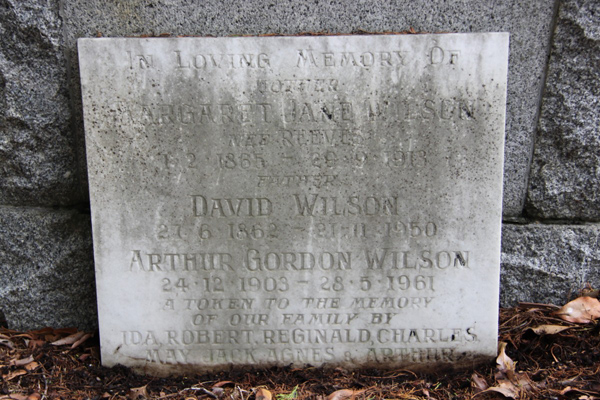 IN LOVING MEMORY OF
MOTHER
MARGARET JANE WILSON
NEE REEVES
1865 - 29·9·1913
FATHER
DAVID WILSON
27·6·1862 - 21·11·1950
ARTHUR GORDON WILSON
24·12·1903 - 28·5·1961
A TOKEN TO THE MEMORY
OF OUR FAMILY BY
IDA, ROBERT, REGINALD, CHARLES,
MAY, JACK, AGNES & ARTHUR